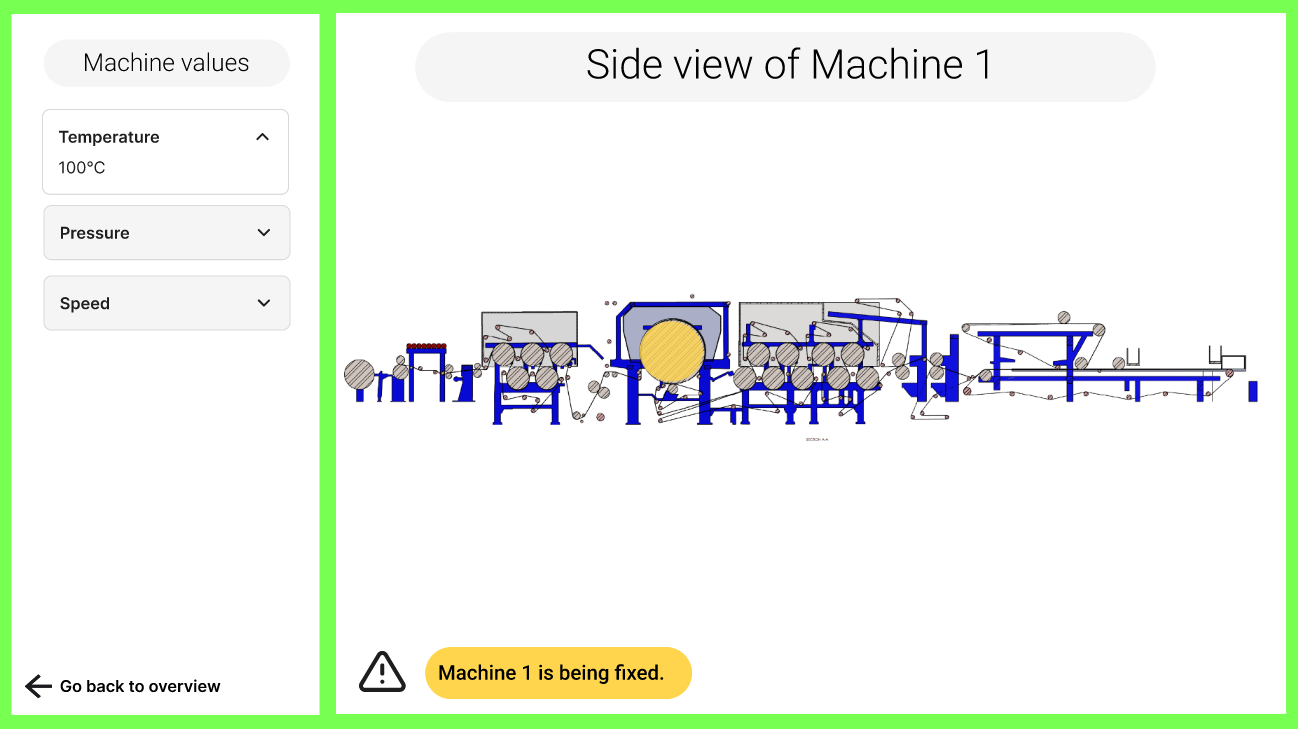 Machine values
Side view of Machine 1
Temperature
100°C
Pressure
Speed
Machine 1 is being fixed.
Go back to overview